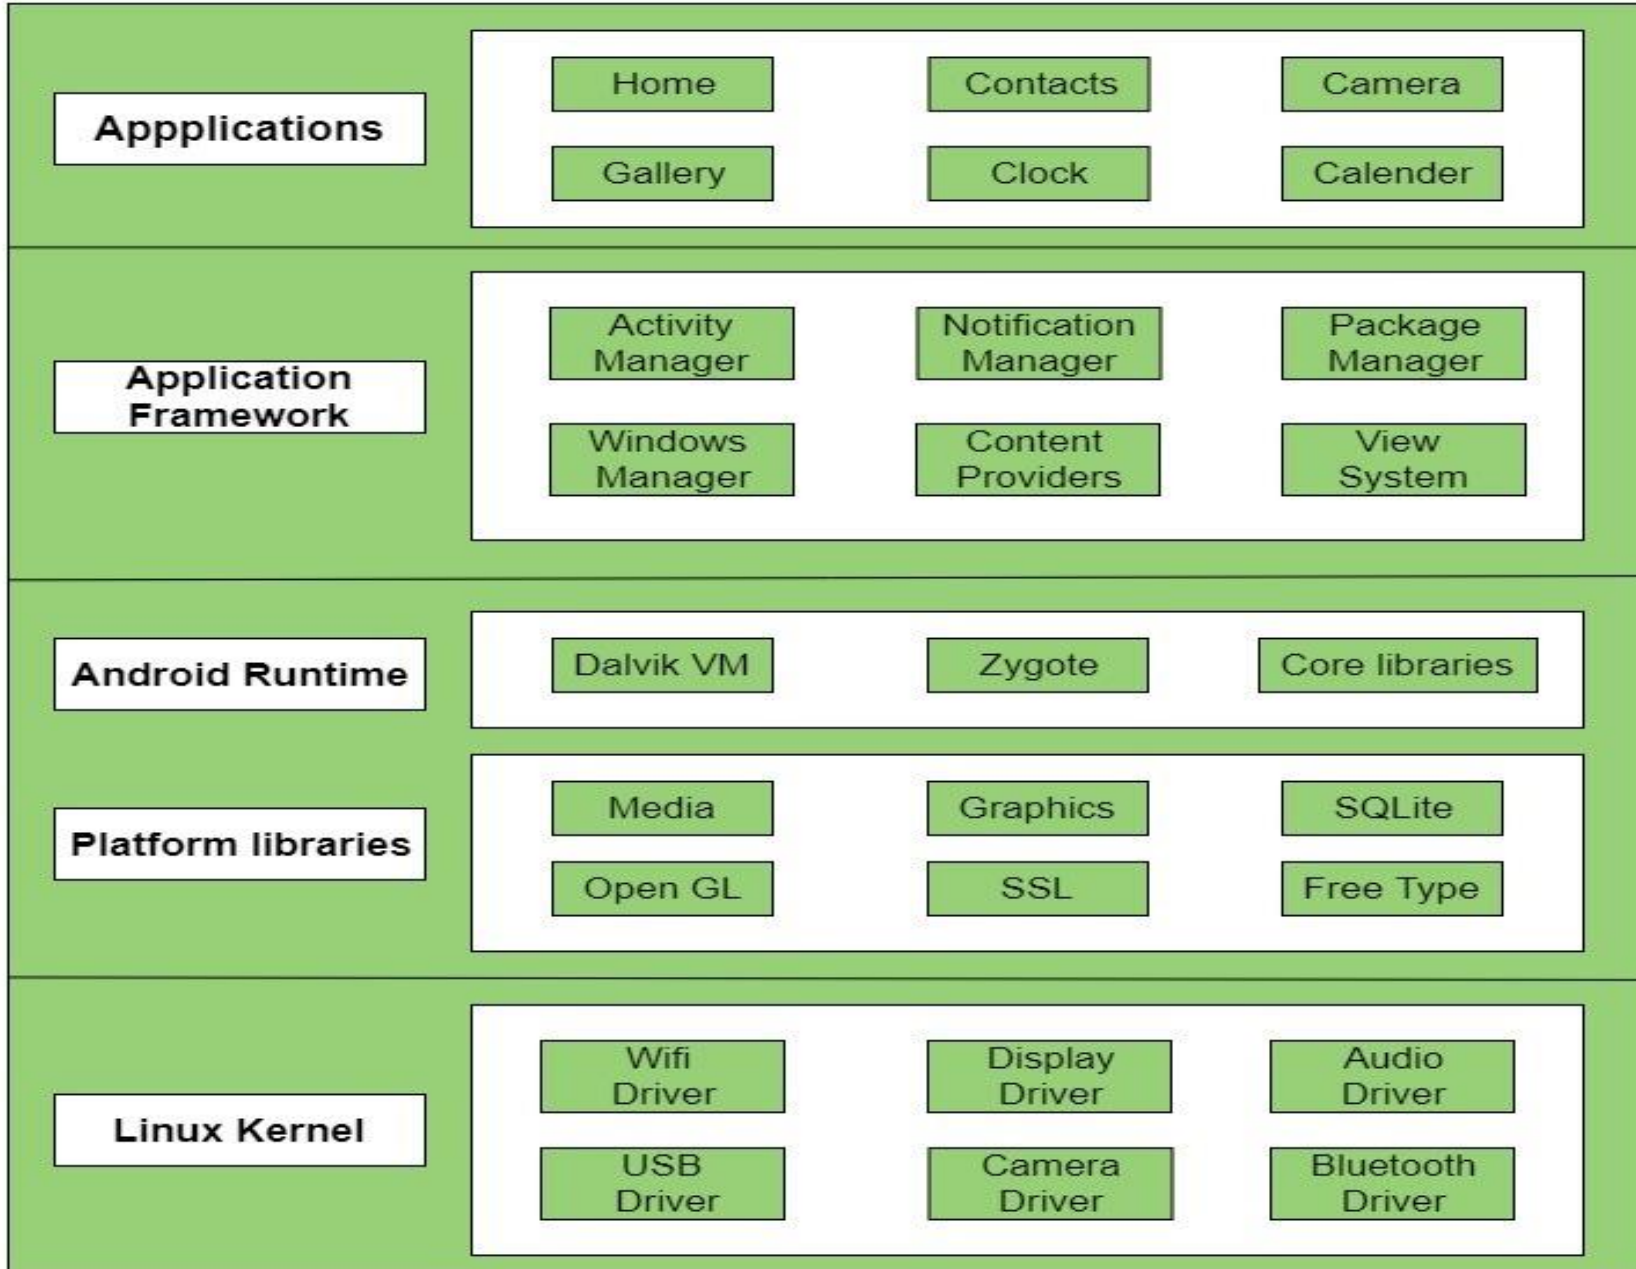 Appplications
Home
Contacts
Camera
Gallery
Clock
Calender
Application
Framework
Activity
Manager
Notification
Manager
Package
Manager
Windows
Manager
Content
Providers
View
System
Android Runtime
Dalvik VM
Zygote
Core libraries
Platform libraries
Media
Graphics
SQLite
Open GL
SSL
Free Type
Linux Kernel
Wifi
Driver
Display
Driver
Audio
Driver
USB
Driver
Camera
Driver
Bluetooth
Driver